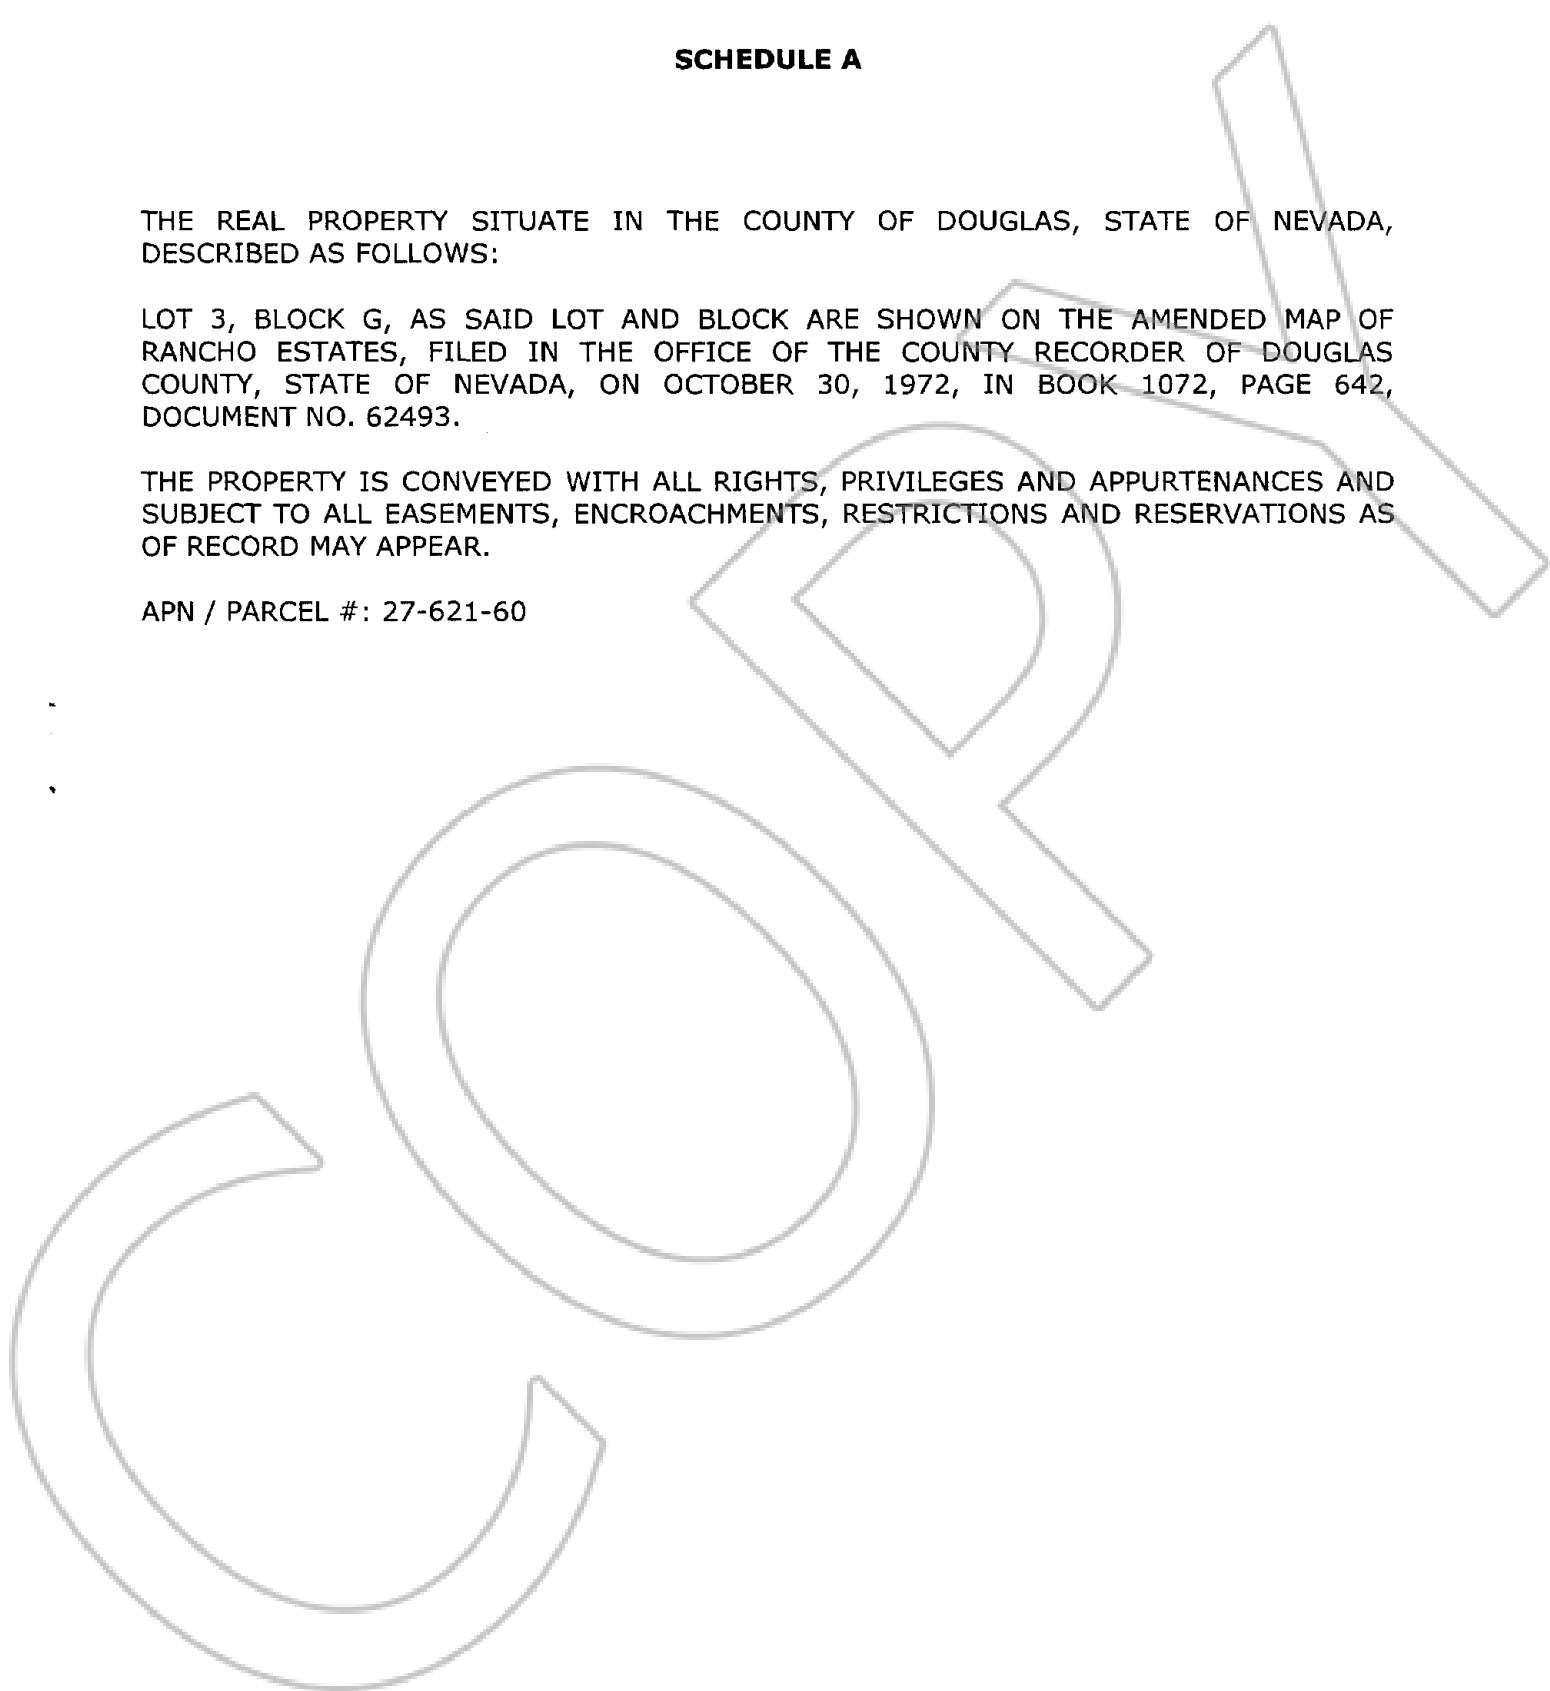 SCHEDULE A
THE REAL PROPERTY SITUATE IN THE COUNTY OF DOUGLAS, STATE OF NEVADA,
DESCRIBED AS FOLLOWS:
LOT 3, BLOCK G, AS SAID LOT AND BLOCK ARE SHOWN ON THE AMENDED MAP OF
RANCHO ESTATES, FILED IN THE OFFICE OF THE COUNTY RECORDER OF DOUGLAS
COUNTY, STATE OF NEVADA, ON OCTOBER 30, 1972, IN BOOK 1072, PAGE 642,
DOCUMENT NO. 62493.
THE PROPERTY IS CONVEYED WITH ALL RIGHTS, PRIVILEGES AND APPURTENANCES AND
SUBJECT TO ALL EASEMENTS, ENCROACHMENTS, RESTRICTIONS AND RESERVATIONS AS
OF RECORD MAY APPEAR.
APN / PARCEL #: 27-621-60
COPY